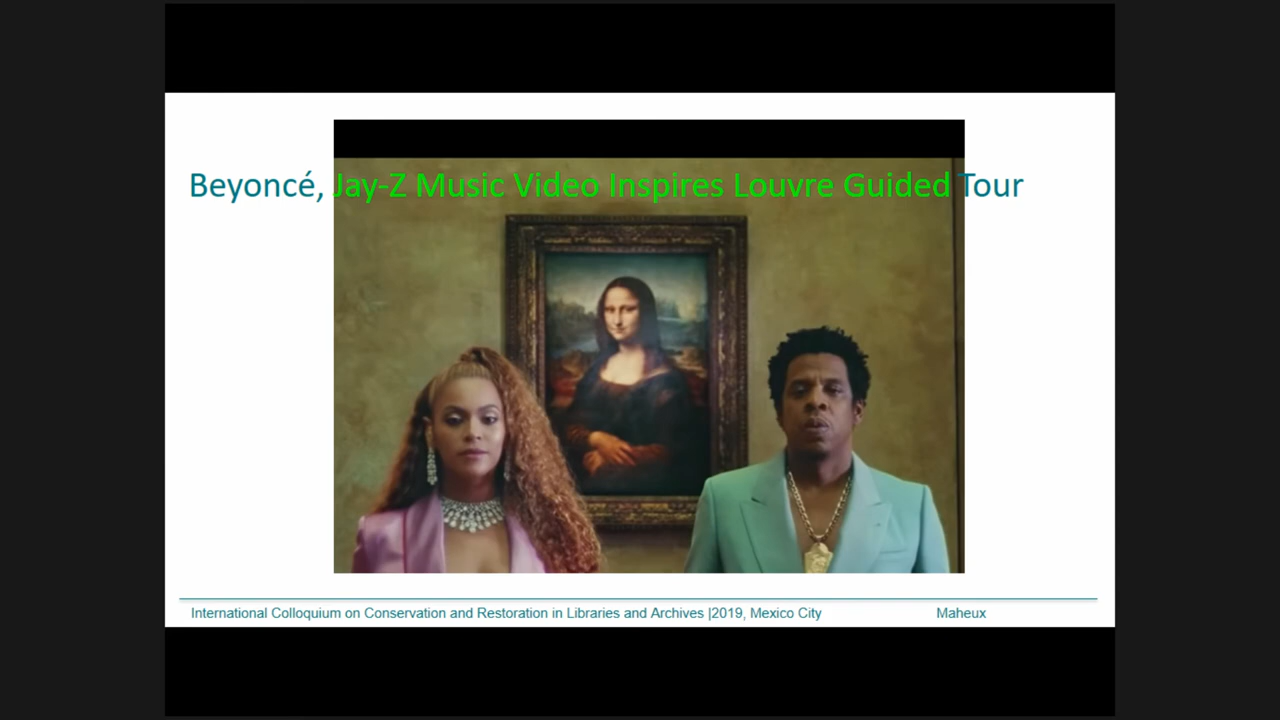 Beyoncé, Jay-Z Music Video Inspires Louvre Guided Tour
International Colloquium on Conservation and Restoration in Libraries and Archives |2019, Mexico City Maheux